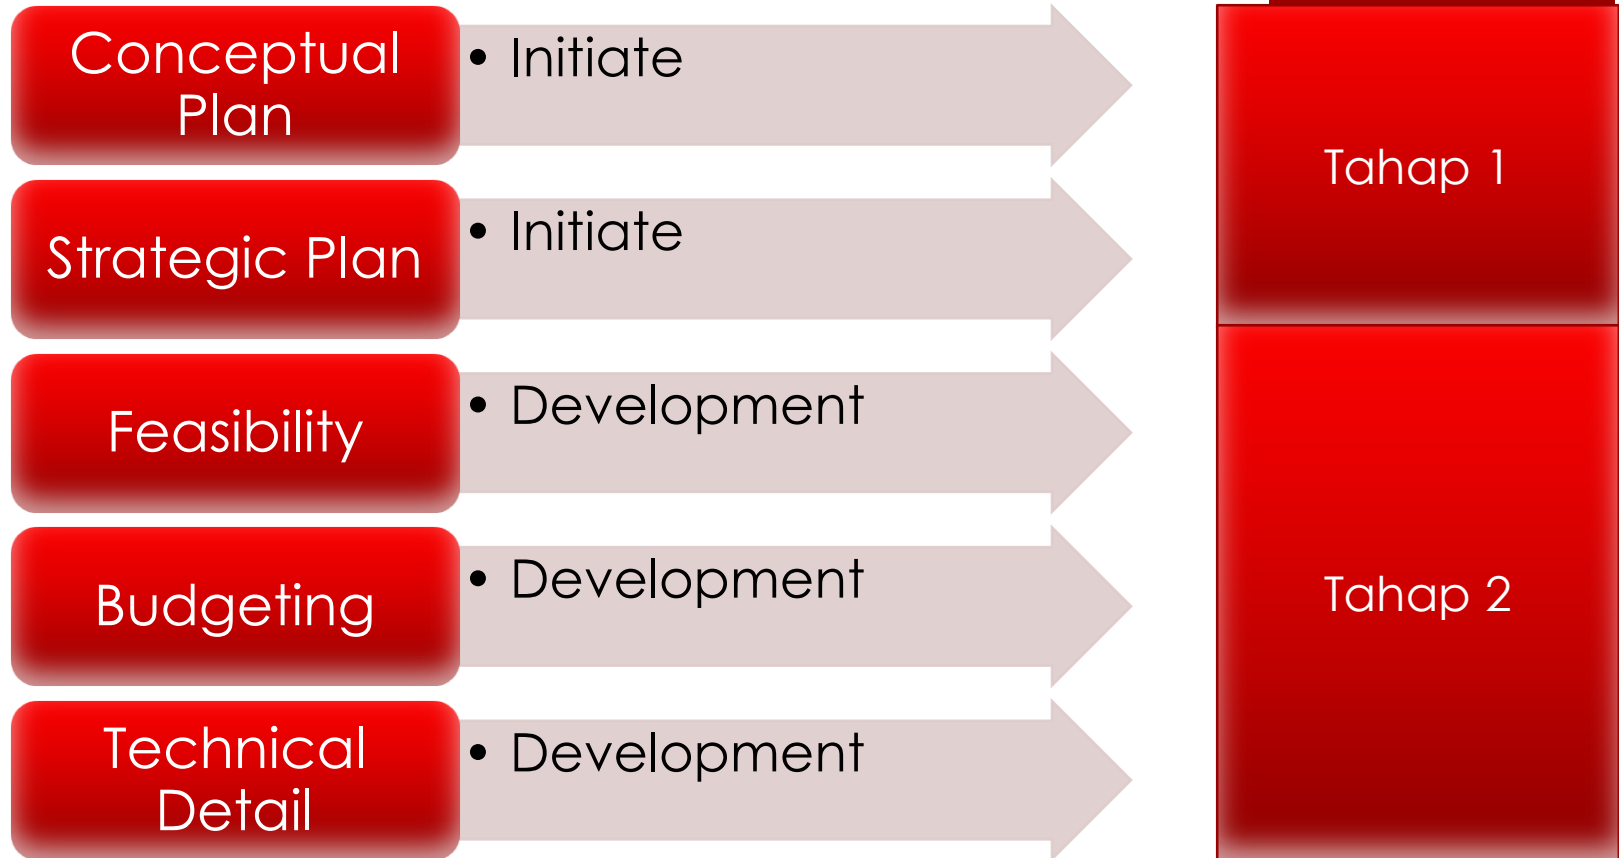 Conceptual
Plan
• Initiate
Strategic Plan
• Initiate
Feasibility
• Development
Budgeting
• Development
Technical
Detail
• Development
Tahap 1
Tahap 2